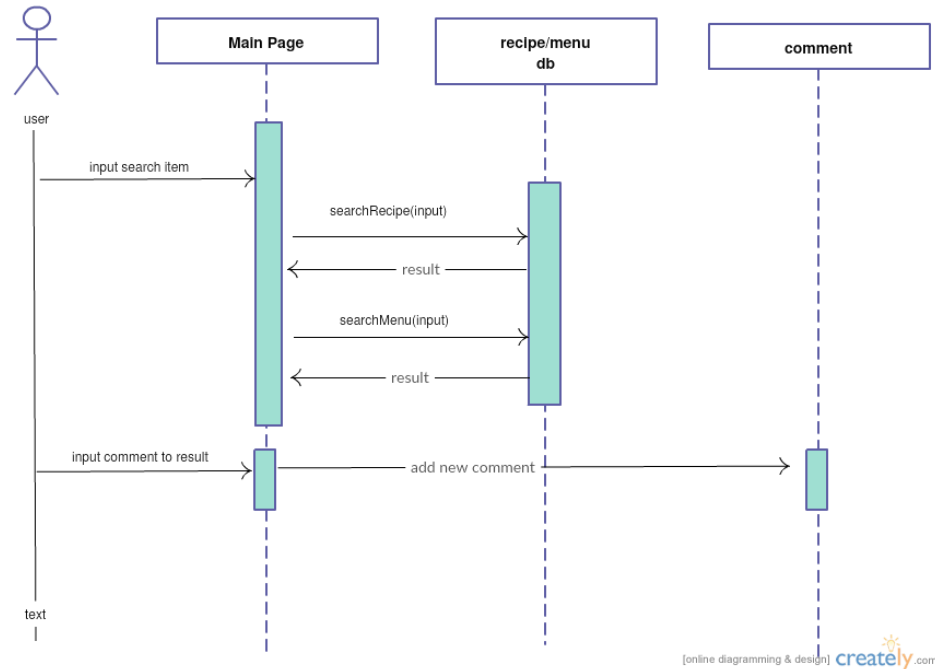 Main Page
recipe/menu
db
comment
user
input search item
searchRecipe(input)
result
searchMenu(input)
result
input comment to result
add new comment
text
[online diagramming & design] creately.com